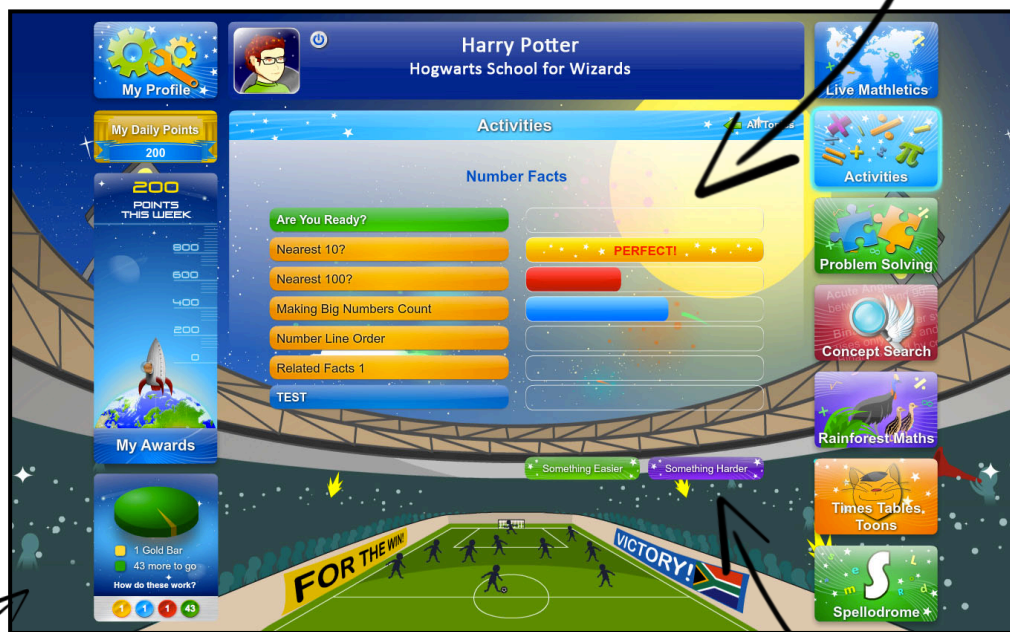 My Profile
Harry Potter
Hogwarts School for Wizards
Live Mathletics
My Daily Points
200
200
POINTS
THIS WEEK
800
600
400
200
0
My Awards
1 Gold Bar
43 more to go
How do these work?
1 1 1 43
Activities
All Topics
Number Facts
Are You Ready?
Nearest 10?
PERFECT!
Nearest 100?
Making Big Numbers Count
Number Line Order
Related Facts 1
TEST
Something Easier
Something Harder
FOR THE WIN!
VICTORY!
Activities
Problem Solving
Concept Search
Rainforest Maths
Times Tables
Toons
Spellodrome